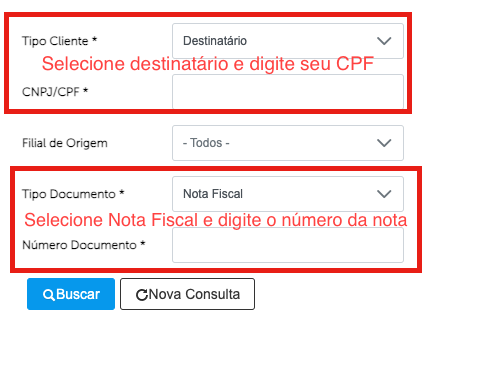 Tipo Cliente * Destinatário
Selecione destinatário e digite seu CPF
CNPJ/CPF *
Filial de Origem - Todos -
Tipo Documento * Nota Fiscal
Selecione Nota Fiscal e digite o número da nota
Número Documento *
Buscar Nova Consulta